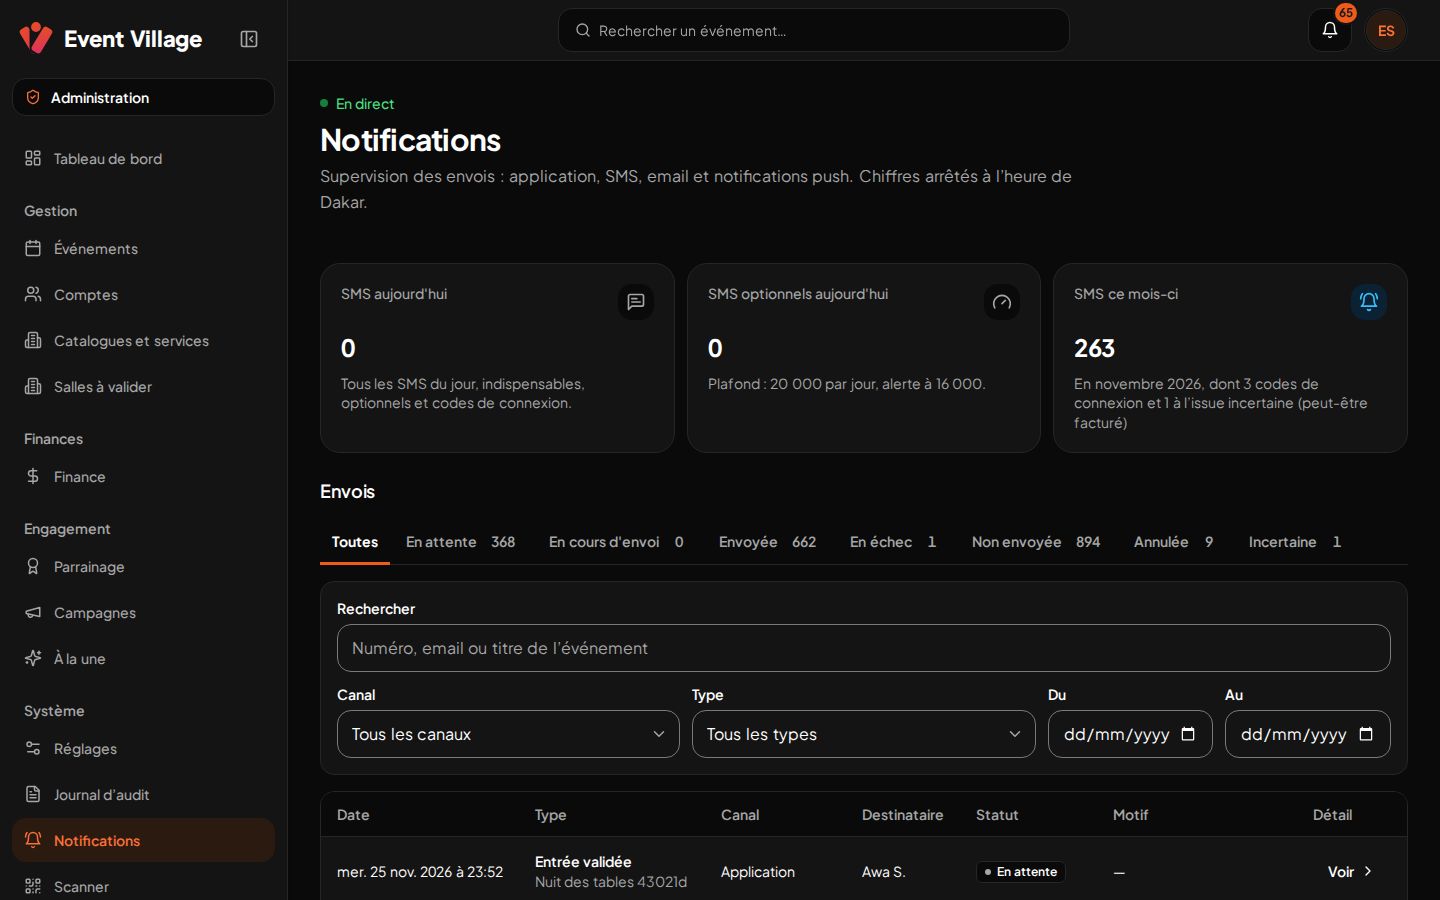 Event Village
Rechercher un événement…
65
ES
Administration
Tableau de bord
Gestion
Événements
Comptes
Catalogues et services
Salles à valider
Finances
Finance
Engagement
Parrainage
Campagnes
À la une
Système
Réglages
Journal d’audit
Notifications
Scanner
En direct
Notifications
Supervision des envois : application, SMS, email et notifications push. Chiffres arrêtés à l’heure de
Dakar.
SMS aujourd'hui
0
Tous les SMS du jour, indispensables,
optionnels et codes de connexion.
SMS optionnels aujourd'hui
0
Plafond : 20 000 par jour, alerte à 16 000.
SMS ce mois-ci
263
En novembre 2026, dont 3 codes de
connexion et 1 à l’issue incertaine (peut-être
facturé)
Envois
Toutes En attente 368 En cours d'envoi 0 Envoyée 662 En échec 1 Non envoyée 894 Annulée 9 Incertaine 1
Rechercher
Numéro, email ou titre de l’événement
Canal Type Du Au
Tous les canaux Tous les types dd/mm/yyyy dd/mm/yyyy
Date Type Canal Destinataire Statut Motif Détail
mer. 25 nov. 2026 à 23:52 Entrée validée Application Awa S. En attente — Voir
Nuit des tables 43021d